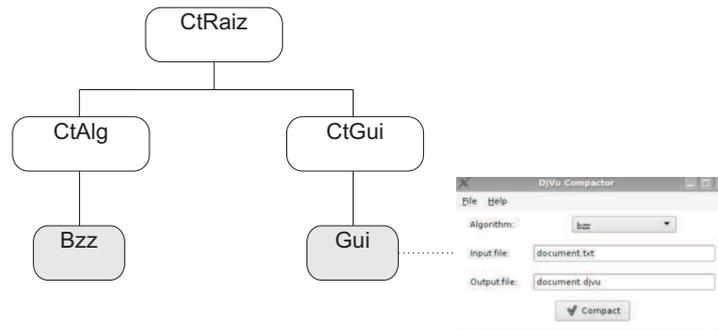 CtRaiz
CtAlg
CtGui
Bzz
Gui
DjVu Compactor
File Help
Algorithm: bzz
Input file: document.txt
Output file: document.djvu
Compact